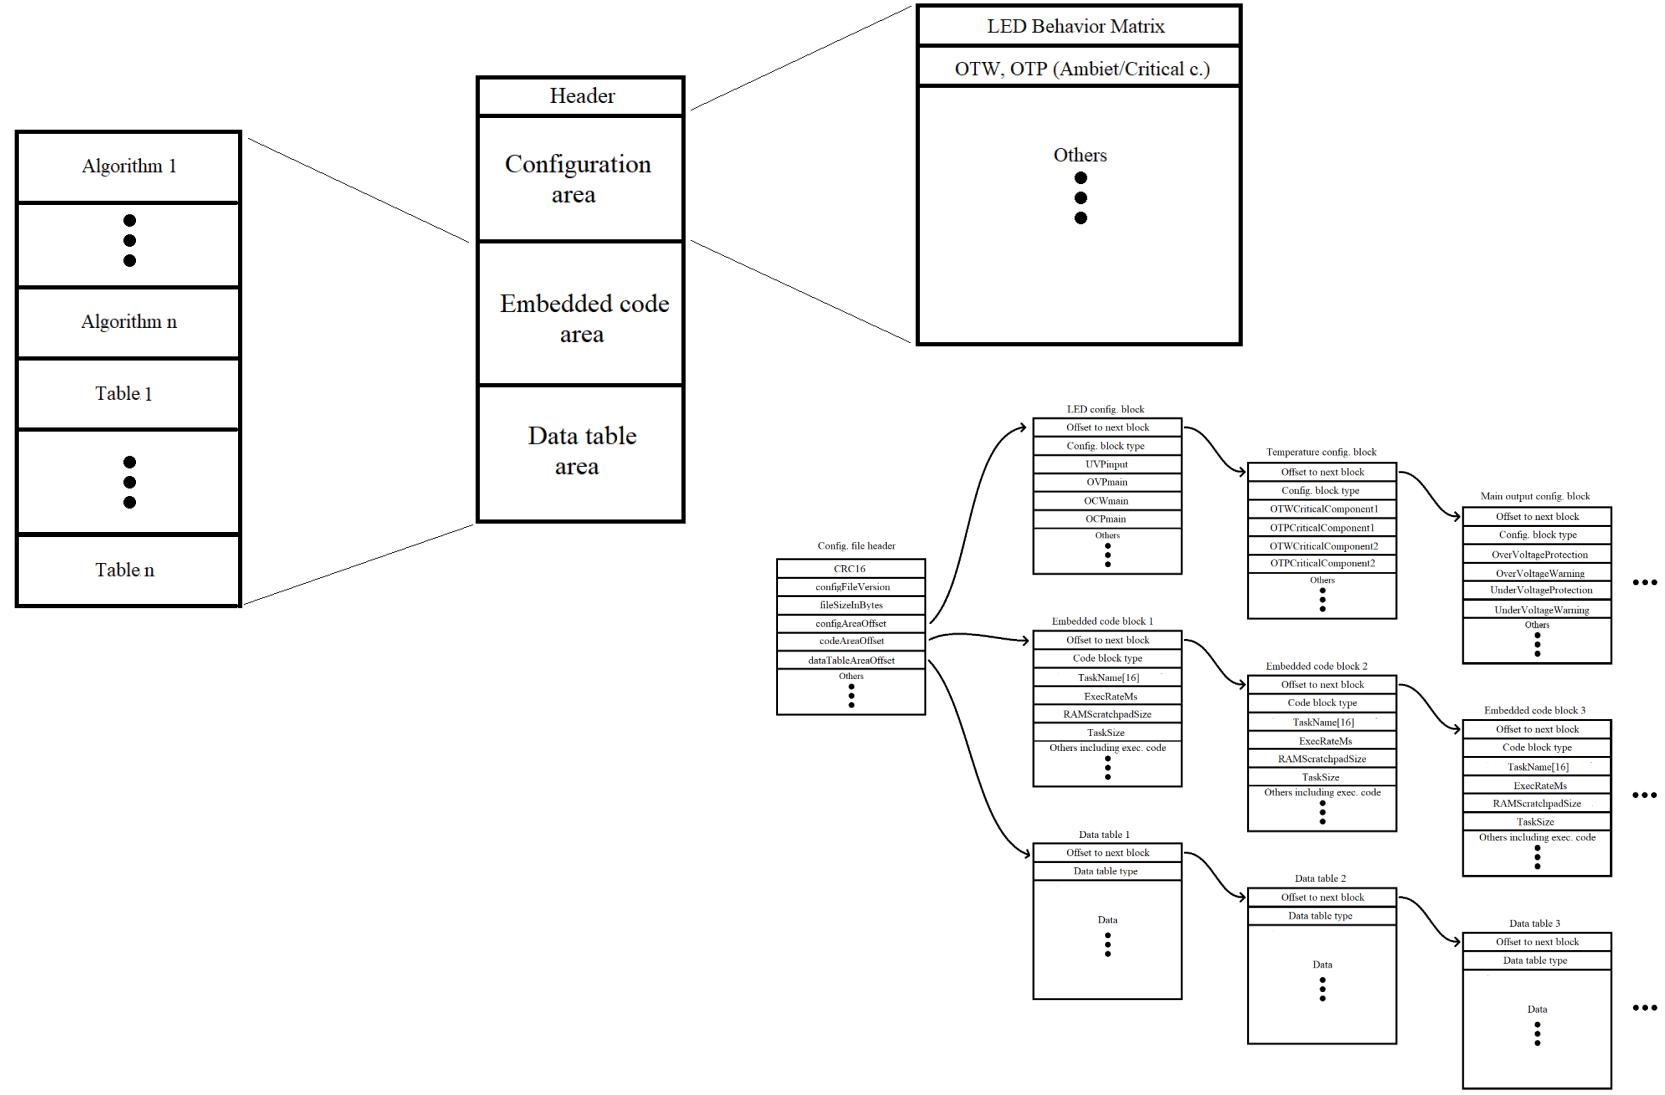 Algorithm 1
Algorithm n
Table 1
Table n
Header
Configuration
area
Embedded code
area
Data table
area
LED Behavior Matrix
OTW, OTP (Ambiet/Critical c.)
Others
Config. file header
CRC16
configFileVersion
fileSizeInBytes
configAreaOffset
codeAreaOffset
dataTableAreaOffset
Others
LED config. block
Offset to next block
Config. block type
UVPinput
OVPmain
OCWmain
OCPmain
Others
Temperature config. block
Offset to next block
Config. block type
OTWCriticalComponent1
OTPCriticalComponent1
OTWCriticalComponent2
OTPCriticalComponent2
Others
Main output config. block
Offset to next block
Config. block type
OverVoltageProtection
OverVoltageWarning
UnderVoltageProtection
UnderVoltageWarning
Others
Embedded code block 1
Offset to next block
Code block type
TaskName[16]
ExecRateMs
RAMScratchpadSize
TaskSize
Others including exec. code
Embedded code block 2
Offset to next block
Code block type
TaskName[16]
ExecRateMs
RAMScratchpadSize
TaskSize
Others including exec. code
Embedded code block 3
Offset to next block
Code block type
TaskName[16]
ExecRateMs
RAMScratchpadSize
TaskSize
Others including exec. code
Data table 1
Offset to next block
Data table type
Data
Data table 2
Offset to next block
Data table type
Data
Data table 3
Offset to next block
Data table type
Data